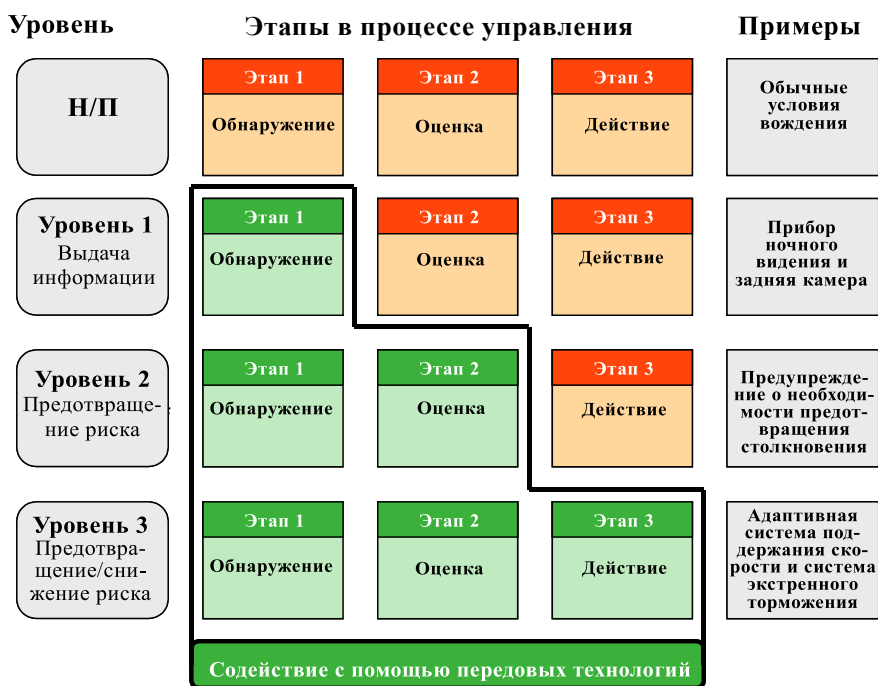 Уровень
Этапы в процессе управления
Примеры
Н/П
Этап 1
Обнаружение
Этап 2
Оценка
Этап 3
Действие
Обычные
условия
вождения
Уровень 1
Выдача
информации
Этап 1
Обнаружение
Этап 2
Оценка
Этап 3
Действие
Прибор
ночного
видения и
задняя камера
Уровень 2
Предотвраще-
ние риска
Этап 1
Обнаружение
Этап 2
Оценка
Этап 3
Действие
Предупрежде-
ние о необходи-
мости предот-
вращения
столкновения
Уровень 3
Предотвра-
щение/сни-
жение риска
Этап 1
Обнаружение
Этап 2
Оценка
Этап 3
Действие
Адаптивная
система под-
держания ско-
рости и система
экстренного
торможения
Содействие с помощью передовых технологий